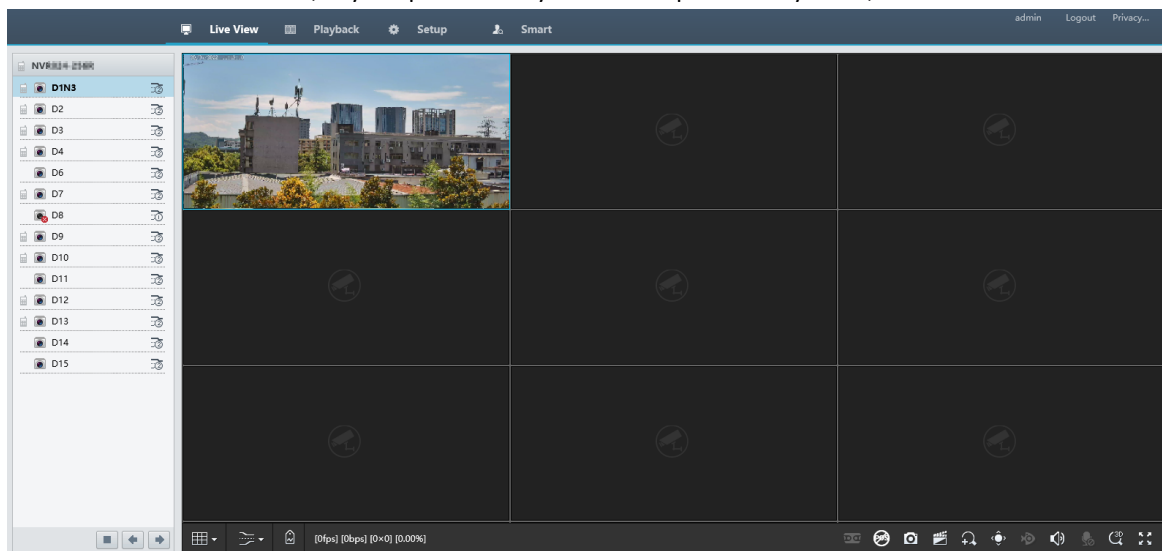 admin Logout Privacy...
Live View Playback Setup Smart
NVR
D1N3
D2
D3
D4
D6
D7
D8
D9
D10
D11
D12
D13
D14
D15
[0fps] [0bps] [0×0] [0.00%]